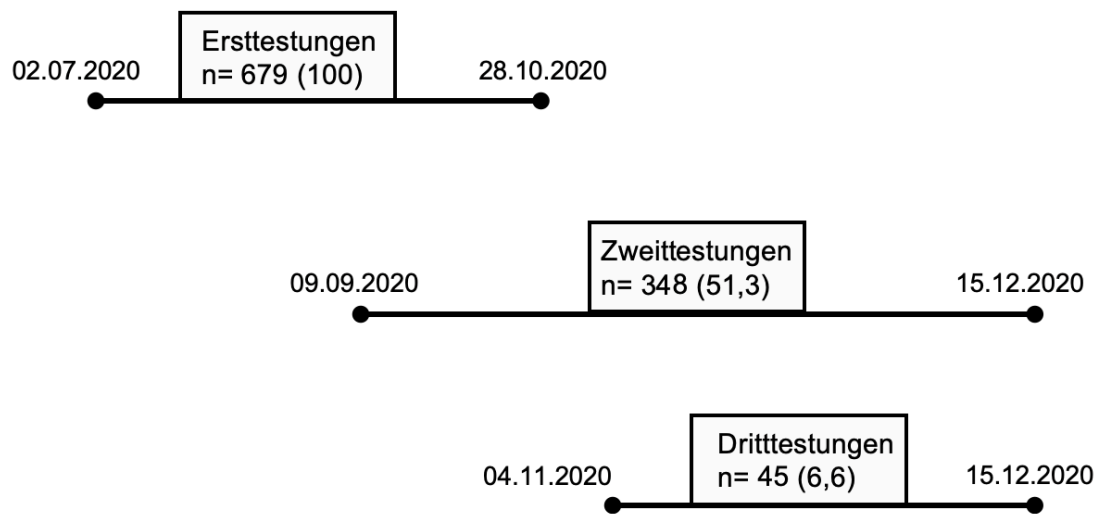 Ersttestungen
n= 679 (100)
02.07.2020
28.10.2020
Zweittestungen
n= 348 (51,3)
09.09.2020
15.12.2020
Dritttestungen
n= 45 (6,6)
04.11.2020
15.12.2020